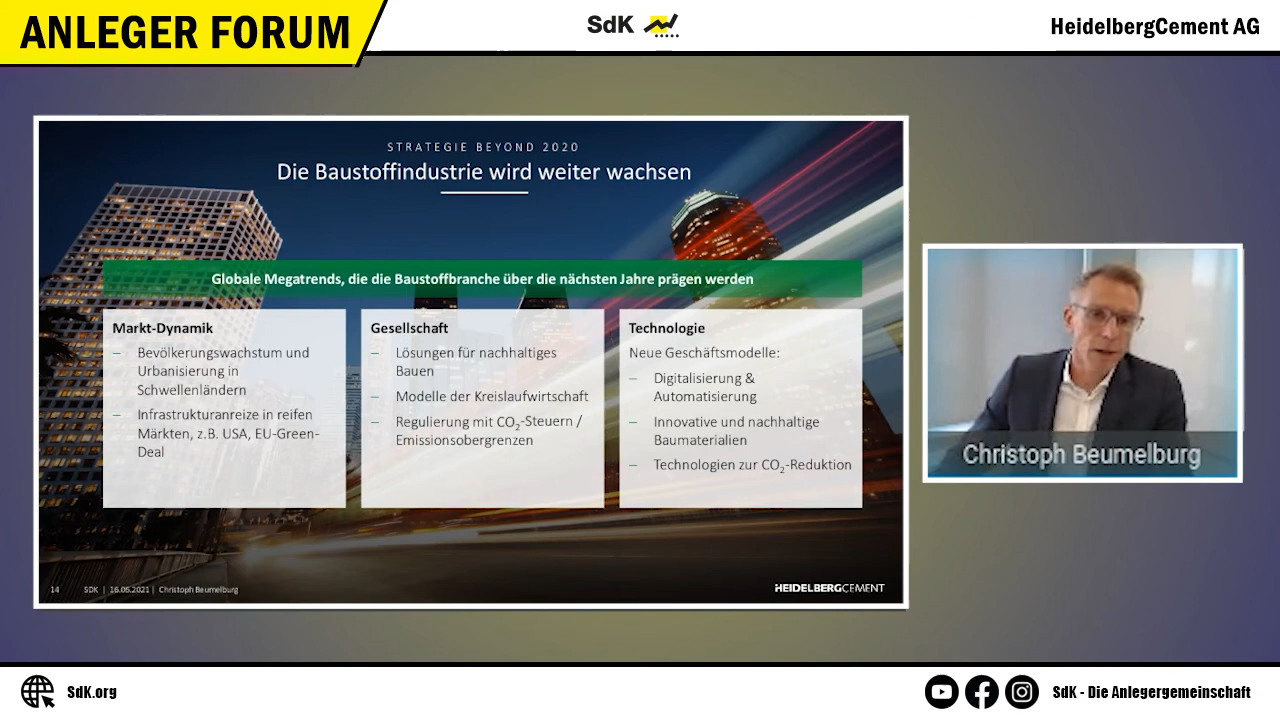 ANLEGER FORUM
SdK
HeidelbergCement AG
STRATEGIE BEYOND 2020
Die Baustoffindustrie wird weiter wachsen
Globale Megatrends, die die Baustoffbranche über die nächsten Jahre prägen werden
Markt-Dynamik
– Bevölkerungswachstum und
Urbanisierung in
Schwellenländern
– Infrastrukturanreize in reifen
Märkten, z.B. USA, EU-Green-
Deal
Gesellschaft
– Lösungen für nachhaltiges
Bauen
– Modelle der Kreislaufwirtschaft
– Regulierung mit CO₂-Steuern /
Emissionsobergrenzen
Technologie
Neue Geschäftsmodelle:
– Digitalisierung &
Automatisierung
– Innovative und nachhaltige
Baumaterialien
– Technologien zur CO₂-Reduktion
Christoph Beumelburg
14 SDK | 16.06.2021 | Christoph Beumelburg
HEIDELBERGCEMENT
SdK.org
SdK - Die Anlegergemeinschaft